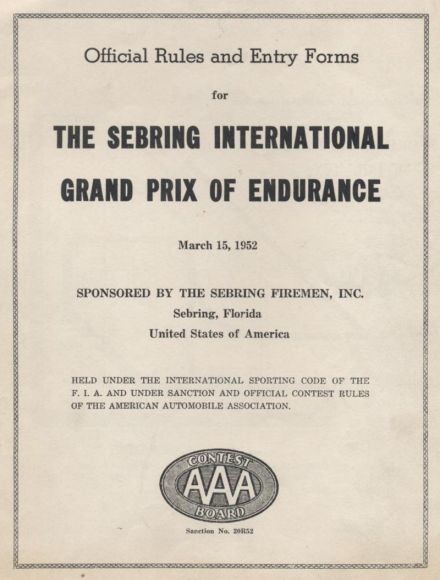 Official Rules and Entry Forms
for
THE SEBRING INTERNATIONAL
GRAND PRIX OF ENDURANCE
March 15, 1952
SPONSORED BY THE SEBRING FIREMEN, INC.
Sebring, Florida
United States of America
HELD UNDER THE INTERNATIONAL SPORTING CODE OF THE
F. I. A. AND UNDER SANCTION AND OFFICIAL CONTEST RULES
OF THE AMERICAN AUTOMOBILE ASSOCIATION.
CONTEST
AAA
BOARD
Sanction No. 20R52